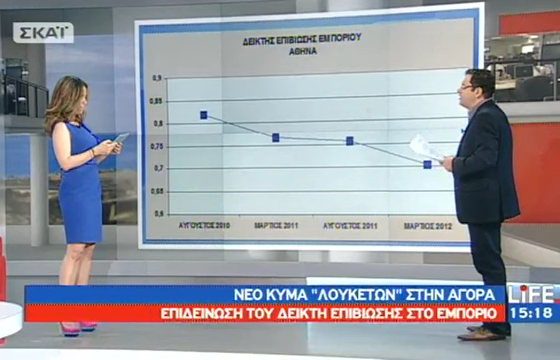 ΣΚΑΪ
ΔΕΙΚΤΗΣ ΕΠΙΒΙΩΣΗΣ ΕΜΠΟΡΙΟΥ
ΑΘΗΝΑ
0,9
0,85
0,8
0,75
0,7
0,65
0,6
ΑΥΓΟΥΣΤΟΣ 2010 ΜΑΡΤΙΟΣ 2011 ΑΥΓΟΥΣΤΟΣ 2011 ΜΑΡΤΙΟΣ 2012
ΝΕΟ ΚΥΜΑ "ΛΟΥΚΕΤΩΝ" ΣΤΗΝ ΑΓΟΡΑ
ΕΠΙΔΕΙΝΩΣΗ ΤΟΥ ΔΕΙΚΤΗ ΕΠΙΒΙΩΣΗΣ ΣΤΟ ΕΜΠΟΡΙΟ
LiFE
15:18